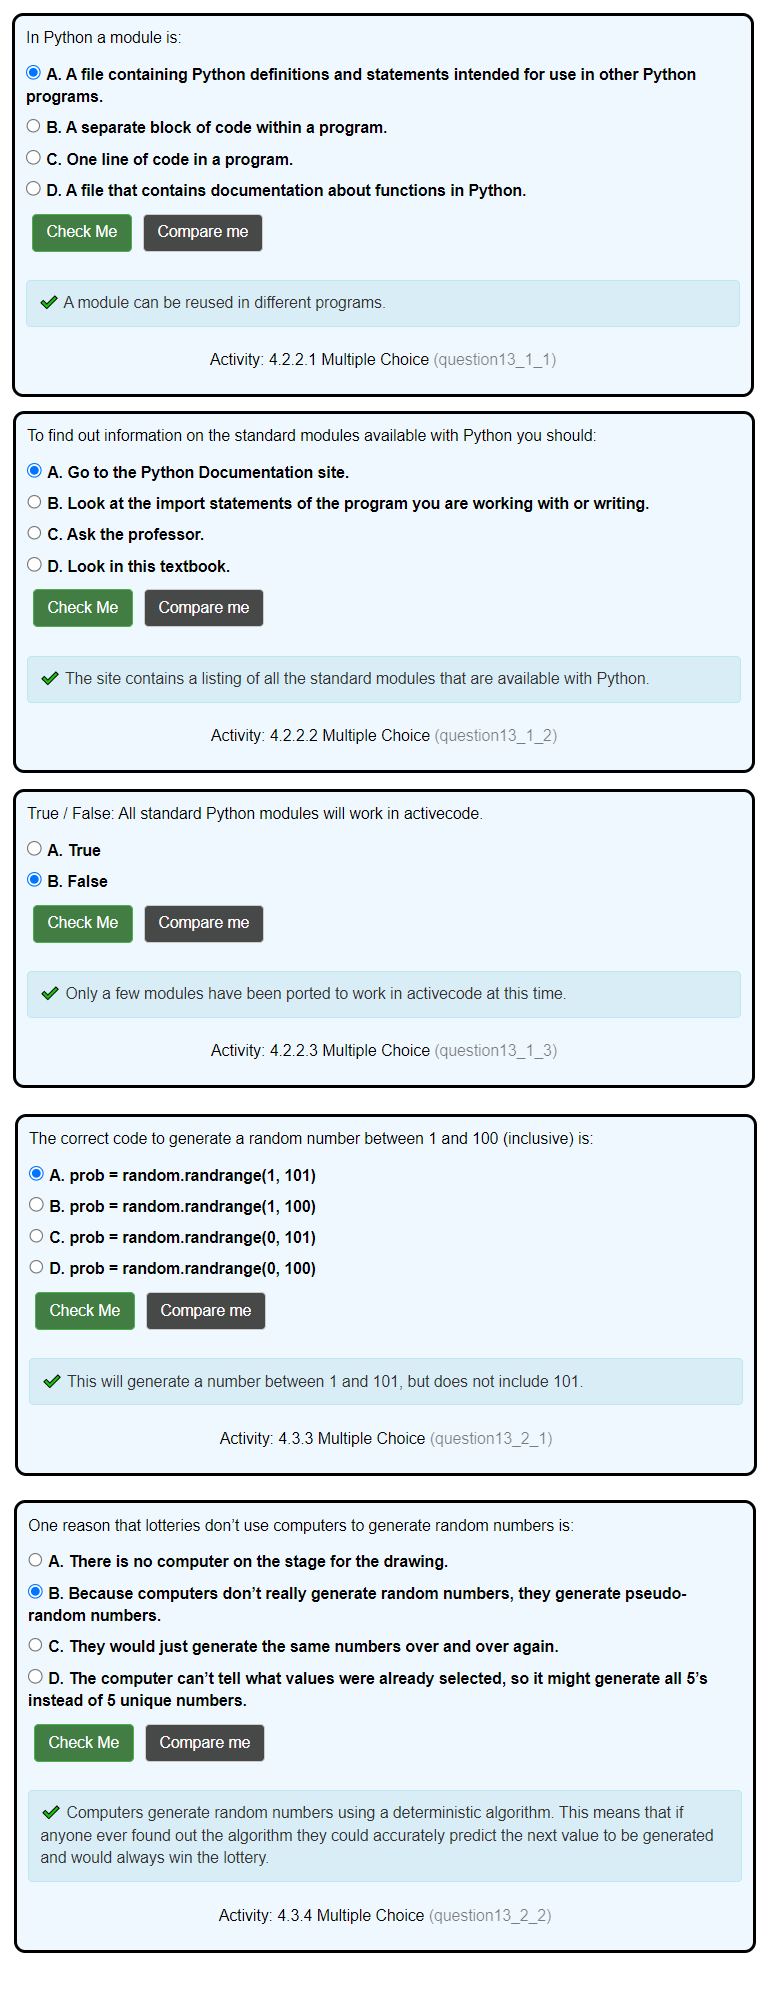 In Python a module is:
A. A file containing Python definitions and statements intended for use in other Python
programs.
B. A separate block of code within a program.
C. One line of code in a program.
D. A file that contains documentation about functions in Python.
Check Me Compare me
A module can be reused in different programs.
Activity: 4.2.2.1 Multiple Choice (question13_1_1)
To find out information on the standard modules available with Python you should:
A. Go to the Python Documentation site.
B. Look at the import statements of the program you are working with or writing.
C. Ask the professor.
D. Look in this textbook.
Check Me Compare me
The site contains a listing of all the standard modules that are available with Python.
Activity: 4.2.2.2 Multiple Choice (question13_1_2)
True / False: All standard Python modules will work in activecode.
A. True
B. False
Check Me Compare me
Only a few modules have been ported to work in activecode at this time.
Activity: 4.2.2.3 Multiple Choice (question13_1_3)
The correct code to generate a random number between 1 and 100 (inclusive) is:
A. prob = random.randrange(1, 101)
B. prob = random.randrange(1, 100)
C. prob = random.randrange(0, 101)
D. prob = random.randrange(0, 100)
Check Me Compare me
This will generate a number between 1 and 101, but does not include 101.
Activity: 4.3.3 Multiple Choice (question13_2_1)
One reason that lotteries don’t use computers to generate random numbers is:
A. There is no computer on the stage for the drawing.
B. Because computers don’t really generate random numbers, they generate pseudo-
random numbers.
C. They would just generate the same numbers over and over again.
D. The computer can’t tell what values were already selected, so it might generate all 5’s
instead of 5 unique numbers.
Check Me Compare me
Computers generate random numbers using a deterministic algorithm. This means that if
anyone ever found out the algorithm they could accurately predict the next value to be generated
and would always win the lottery.
Activity: 4.3.4 Multiple Choice (question13_2_2)